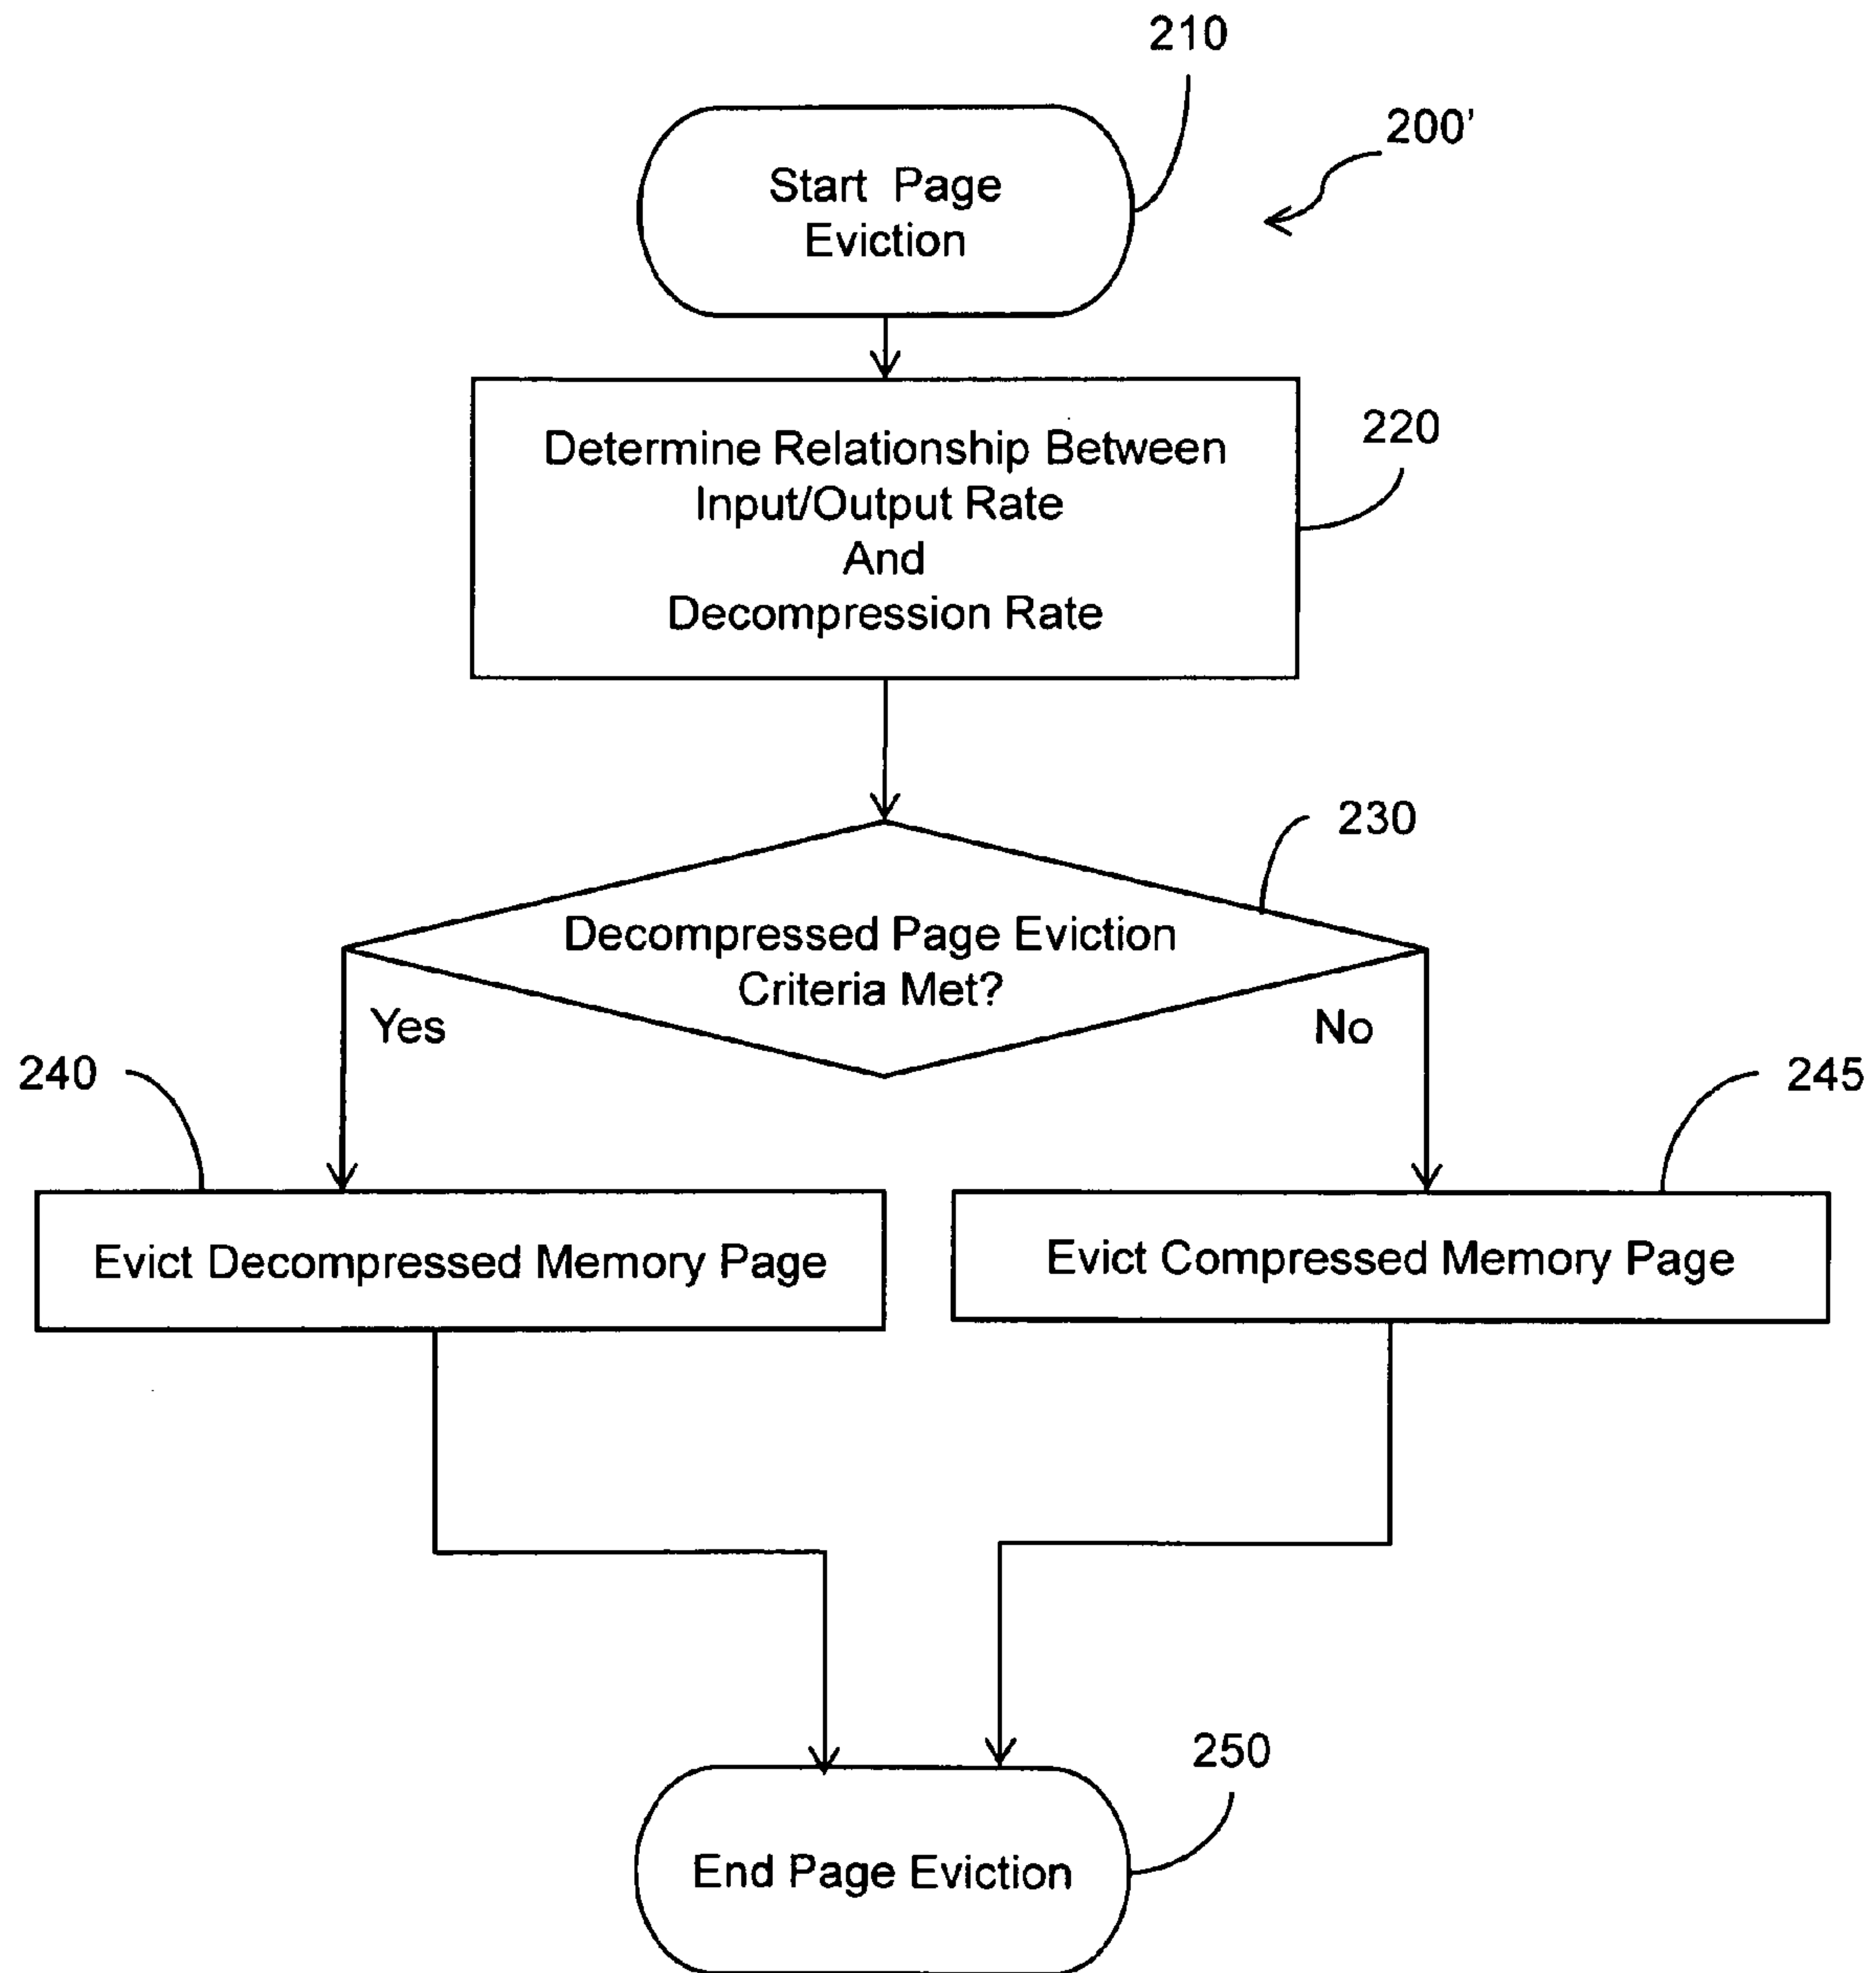 210
200'
Start Page
Eviction
220
Determine Relationship Between
Input/Output Rate
And
Decompression Rate
230
Decompressed Page Eviction
Criteria Met?
Yes
No
240
245
Evict Decompressed Memory Page
Evict Compressed Memory Page
250
End Page Eviction